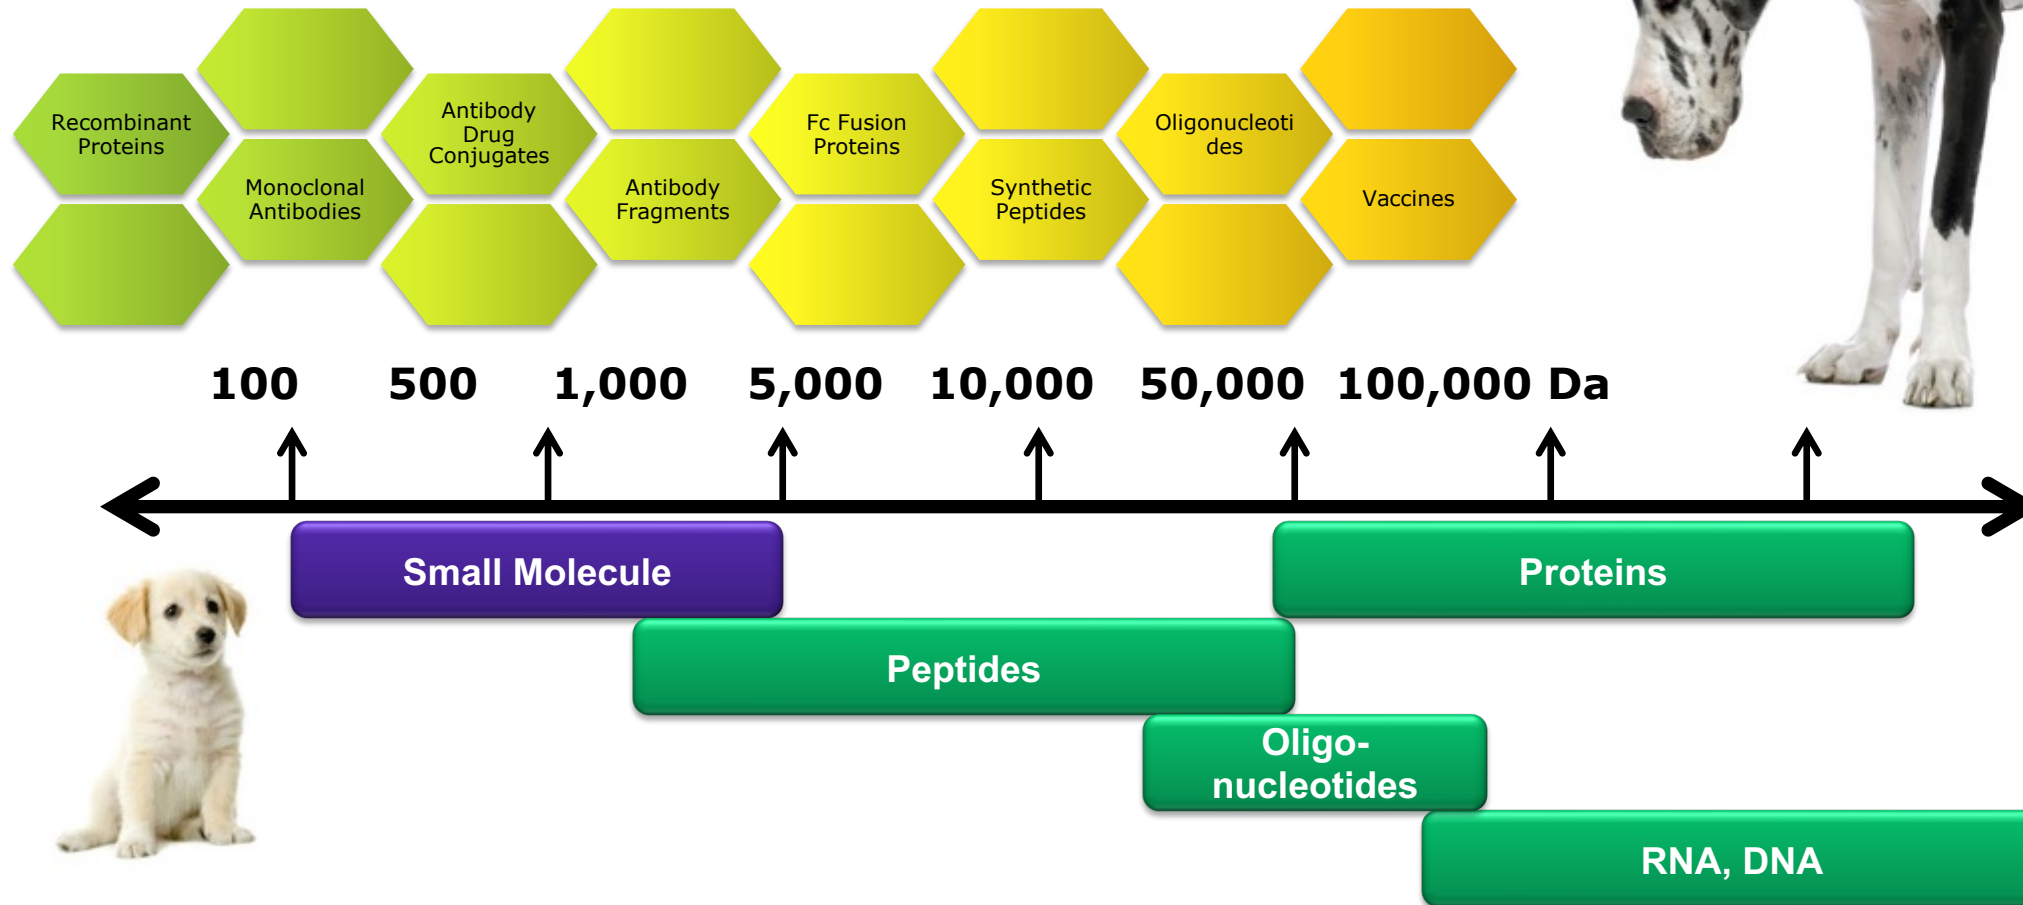 Recombinant
Proteins
Monoclonal
Antibodies
Antibody
Drug
Conjugates
Antibody
Fragments
Fc Fusion
Proteins
Synthetic
Peptides
Oligonucleoti
des
Vaccines
100 500 1,000 5,000 10,000 50,000 100,000 Da
Small Molecule
Proteins
Peptides
Oligo-
nucleotides
RNA, DNA